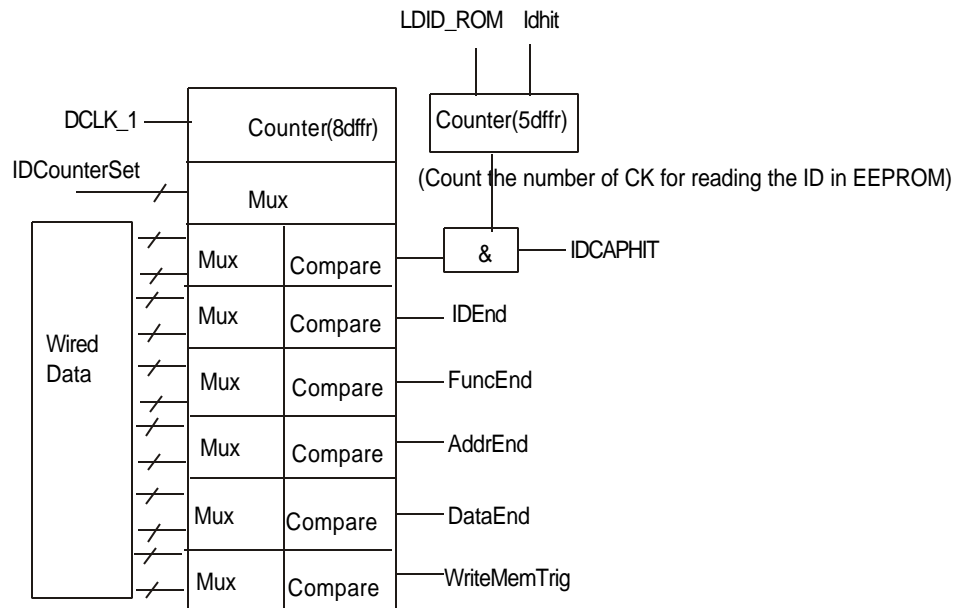 LDID_ROM Idhit
DCLK_1
Counter(8dffr)
Counter(5dffr)
IDCounterSet
Mux
(Count the number of CK for reading the ID in EEPROM)
Mux Compare
&
IDCAPHIT
Mux Compare
IDEnd
Wired
Data
Mux Compare
FuncEnd
Mux Compare
AddrEnd
Mux Compare
DataEnd
Mux Compare
WriteMemTrig